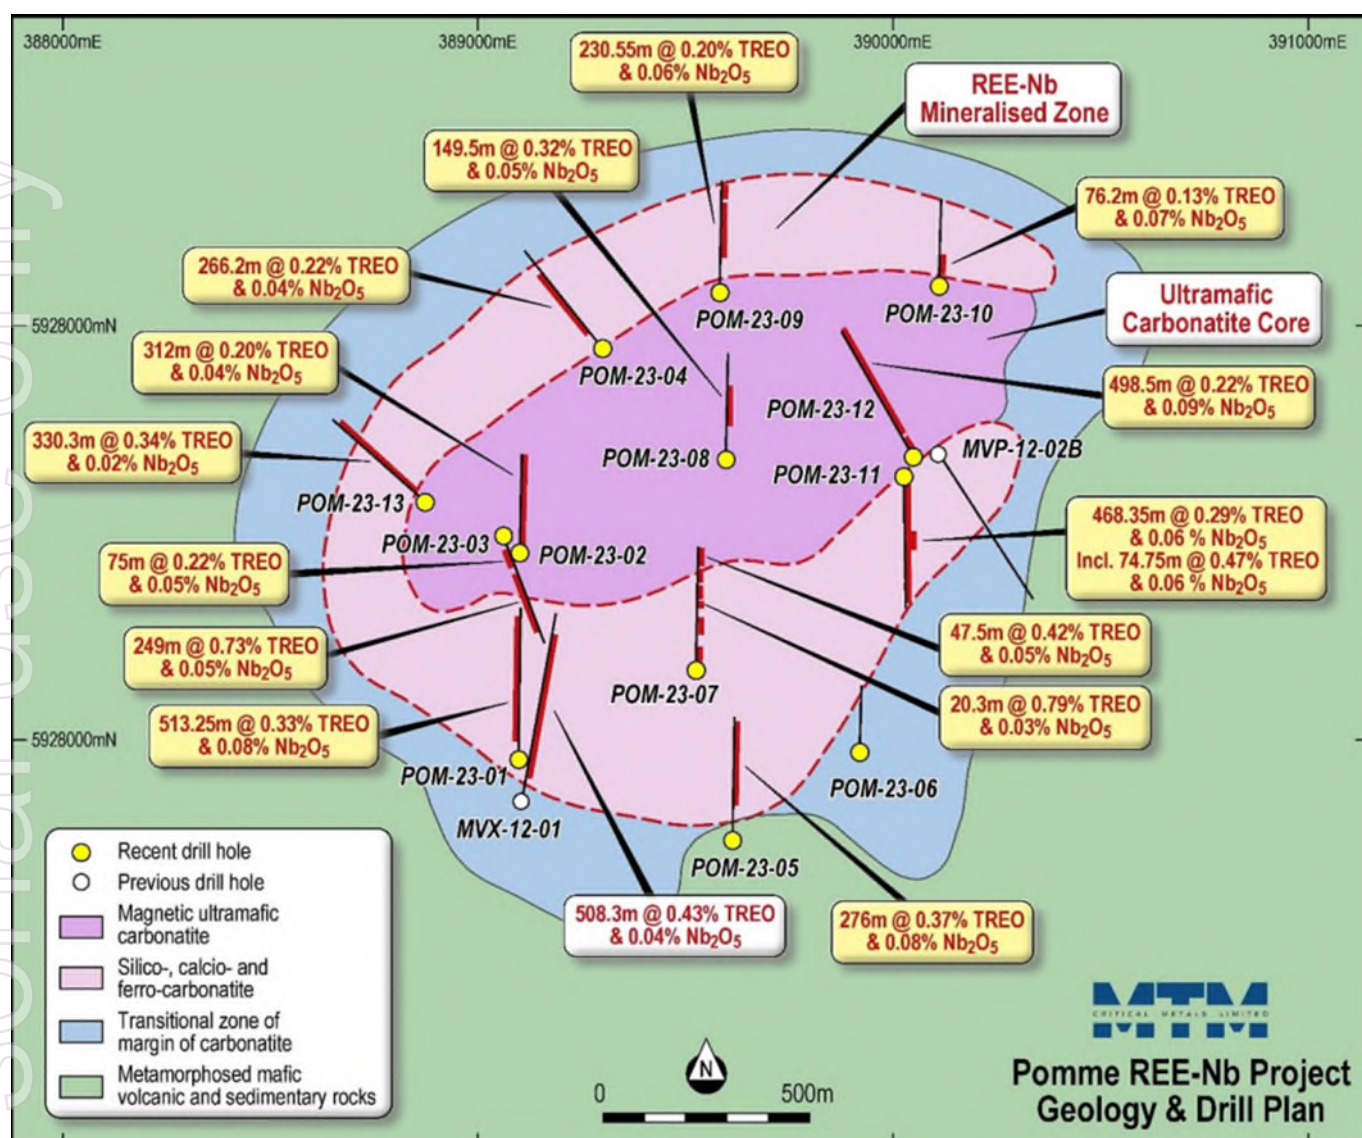 388000mE
389000mE
390000mE
391000mE
230.55m @ 0.20% TREO
& 0.06% Nb₂O₅
REE-Nb
Mineralised Zone
149.5m @ 0.32% TREO
& 0.05% Nb₂O₅
76.2m @ 0.13% TREO
& 0.07% Nb₂O₅
266.2m @ 0.22% TREO
& 0.04% Nb₂O₅
Ultramafic
Carbonatite Core
5928000mN
POM-23-09
POM-23-10
312m @ 0.20% TREO
& 0.04% Nb₂O₅
POM-23-04
498.5m @ 0.22% TREO
& 0.09% Nb₂O₅
POM-23-12
330.3m @ 0.34% TREO
& 0.02% Nb₂O₅
POM-23-08
MVP-12-02B
POM-23-11
POM-23-13
468.35m @ 0.29% TREO
& 0.06 % Nb₂O₅
Incl. 74.75m @ 0.47% TREO
& 0.06 % Nb₂O₅
POM-23-03
POM-23-02
75m @ 0.22% TREO
& 0.05% Nb₂O₅
249m @ 0.73% TREO
& 0.05% Nb₂O₅
47.5m @ 0.42% TREO
& 0.05% Nb₂O₅
POM-23-07
20.3m @ 0.79% TREO
& 0.03% Nb₂O₅
513.25m @ 0.33% TREO
& 0.08% Nb₂O₅
5928000mN
POM-23-01
POM-23-06
MVX-12-01
POM-23-05
508.3m @ 0.43% TREO
& 0.04% Nb₂O₅
276m @ 0.37% TREO
& 0.08% Nb₂O₅
Recent drill hole
Previous drill hole
Magnetic ultramafic
carbonatite
Silico-, calcio- and
ferro-carbonatite
Transitional zone of
margin of carbonatite
Metamorphosed mafic
volcanic and sedimentary rocks
N
0
500m
MTM
CRITICAL METALS LIMITED
Pomme REE-Nb Project
Geology & Drill Plan